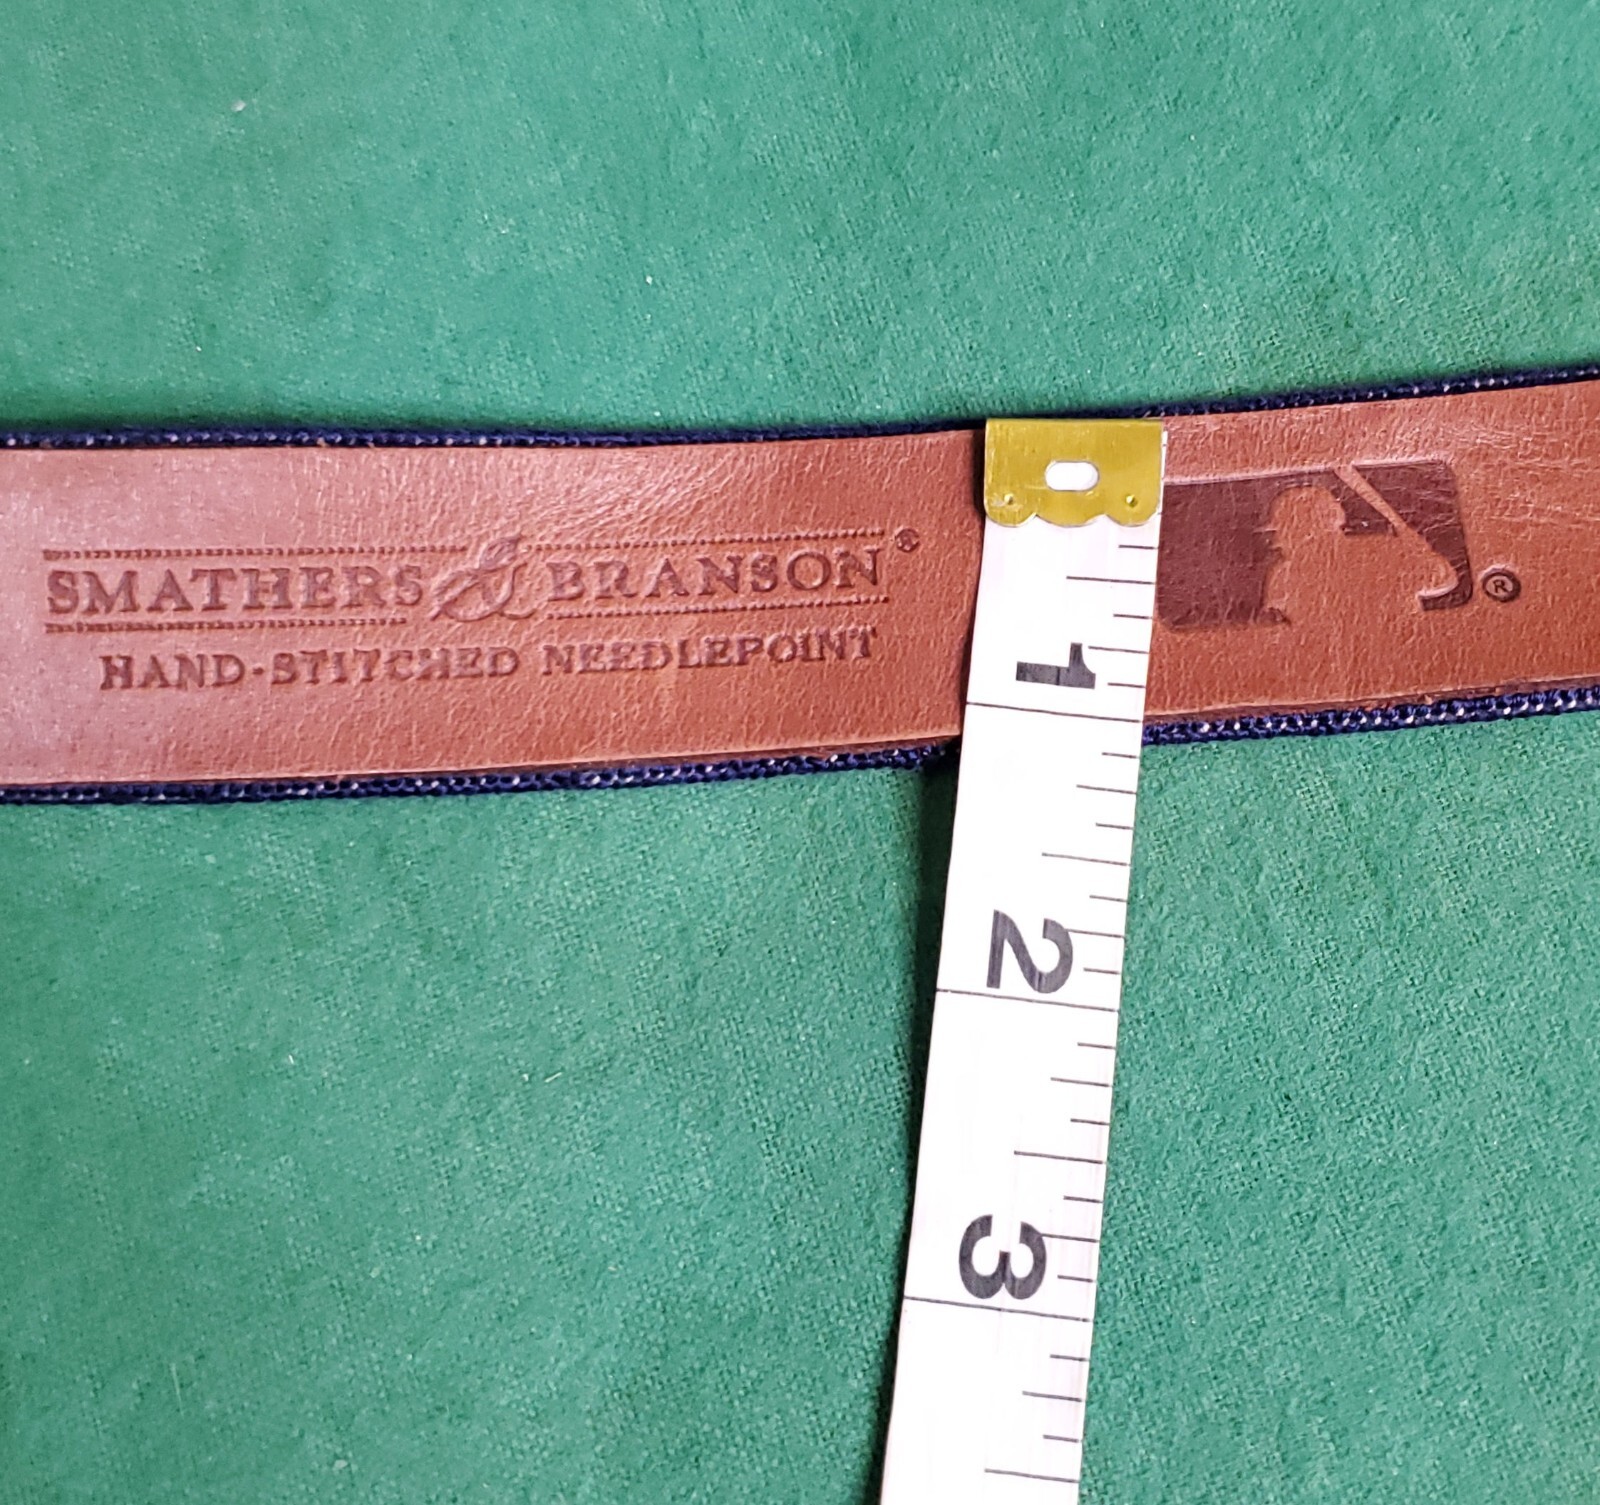 SMATHERS & BRANSON®
HAND-STITCHED NEEDLEPOINT
®
1
2
3